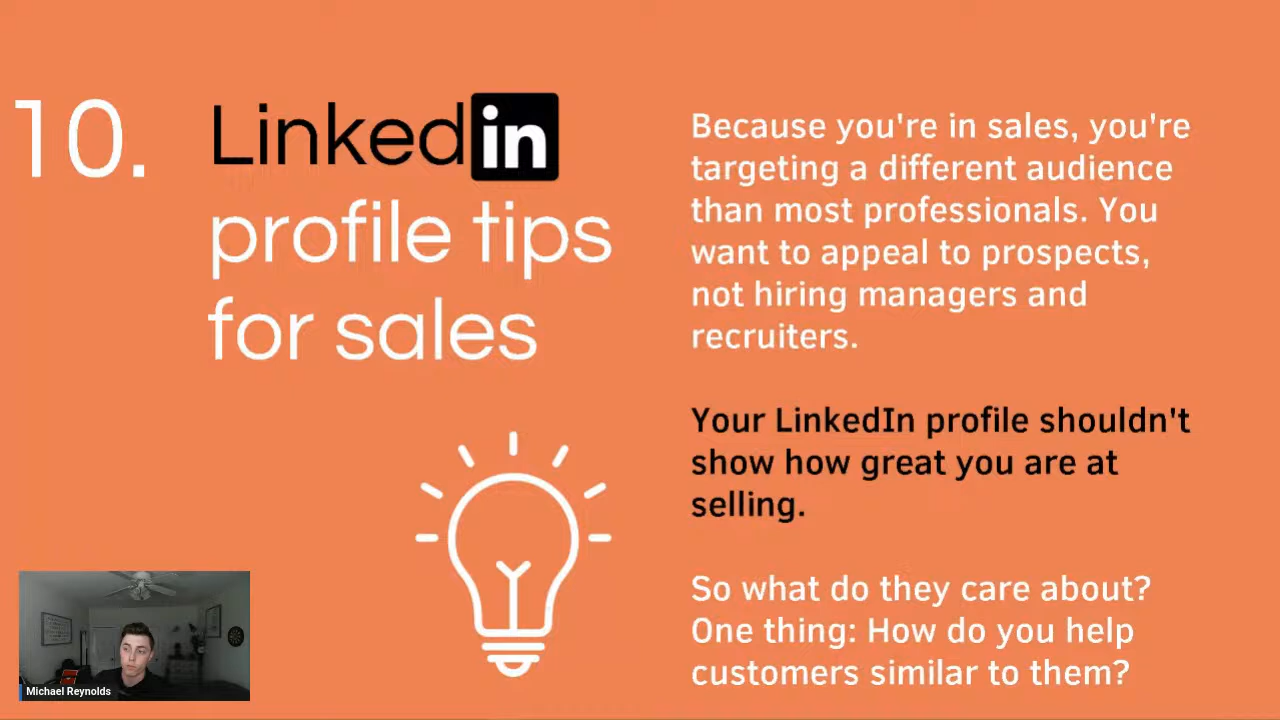 10. Linkedin
profile tips
for sales
Because you're in sales, you're
targeting a different audience
than most professionals. You
want to appeal to prospects,
not hiring managers and
recruiters.
Your LinkedIn profile shouldn't
show how great you are at
selling.
So what do they care about?
One thing: How do you help
customers similar to them?
Michael Reynolds